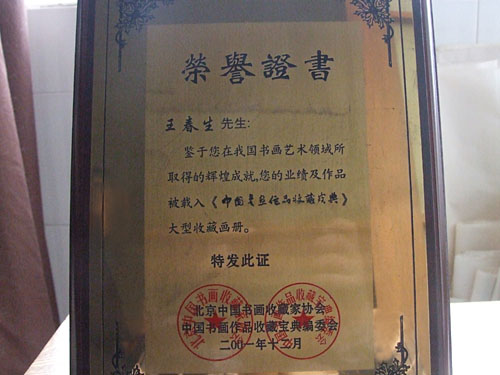 榮譽證書
王春生 先生:
鉴于您在我国书画艺术领域所
取得的辉煌成就,您的业绩及作品
被载入《中国 作品收藏宝典》
大型收藏画册。
特发此证
北京中国书画收藏家协会
中国书画作品收藏宝典编委会
二00一年十二月